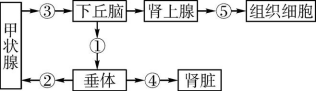 甲状腺 ③ 下丘脑 肾上腺 ⑤ 组织细胞
①
② 垂体 ④ 肾脏